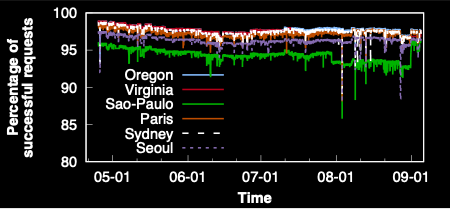 Percentage of
successful requests
100
95
90
85
80
Oregon
Virginia
Sao-Paulo
Paris
Sydney
Seoul
05-01 06-01 07-01 08-01 09-01
Time